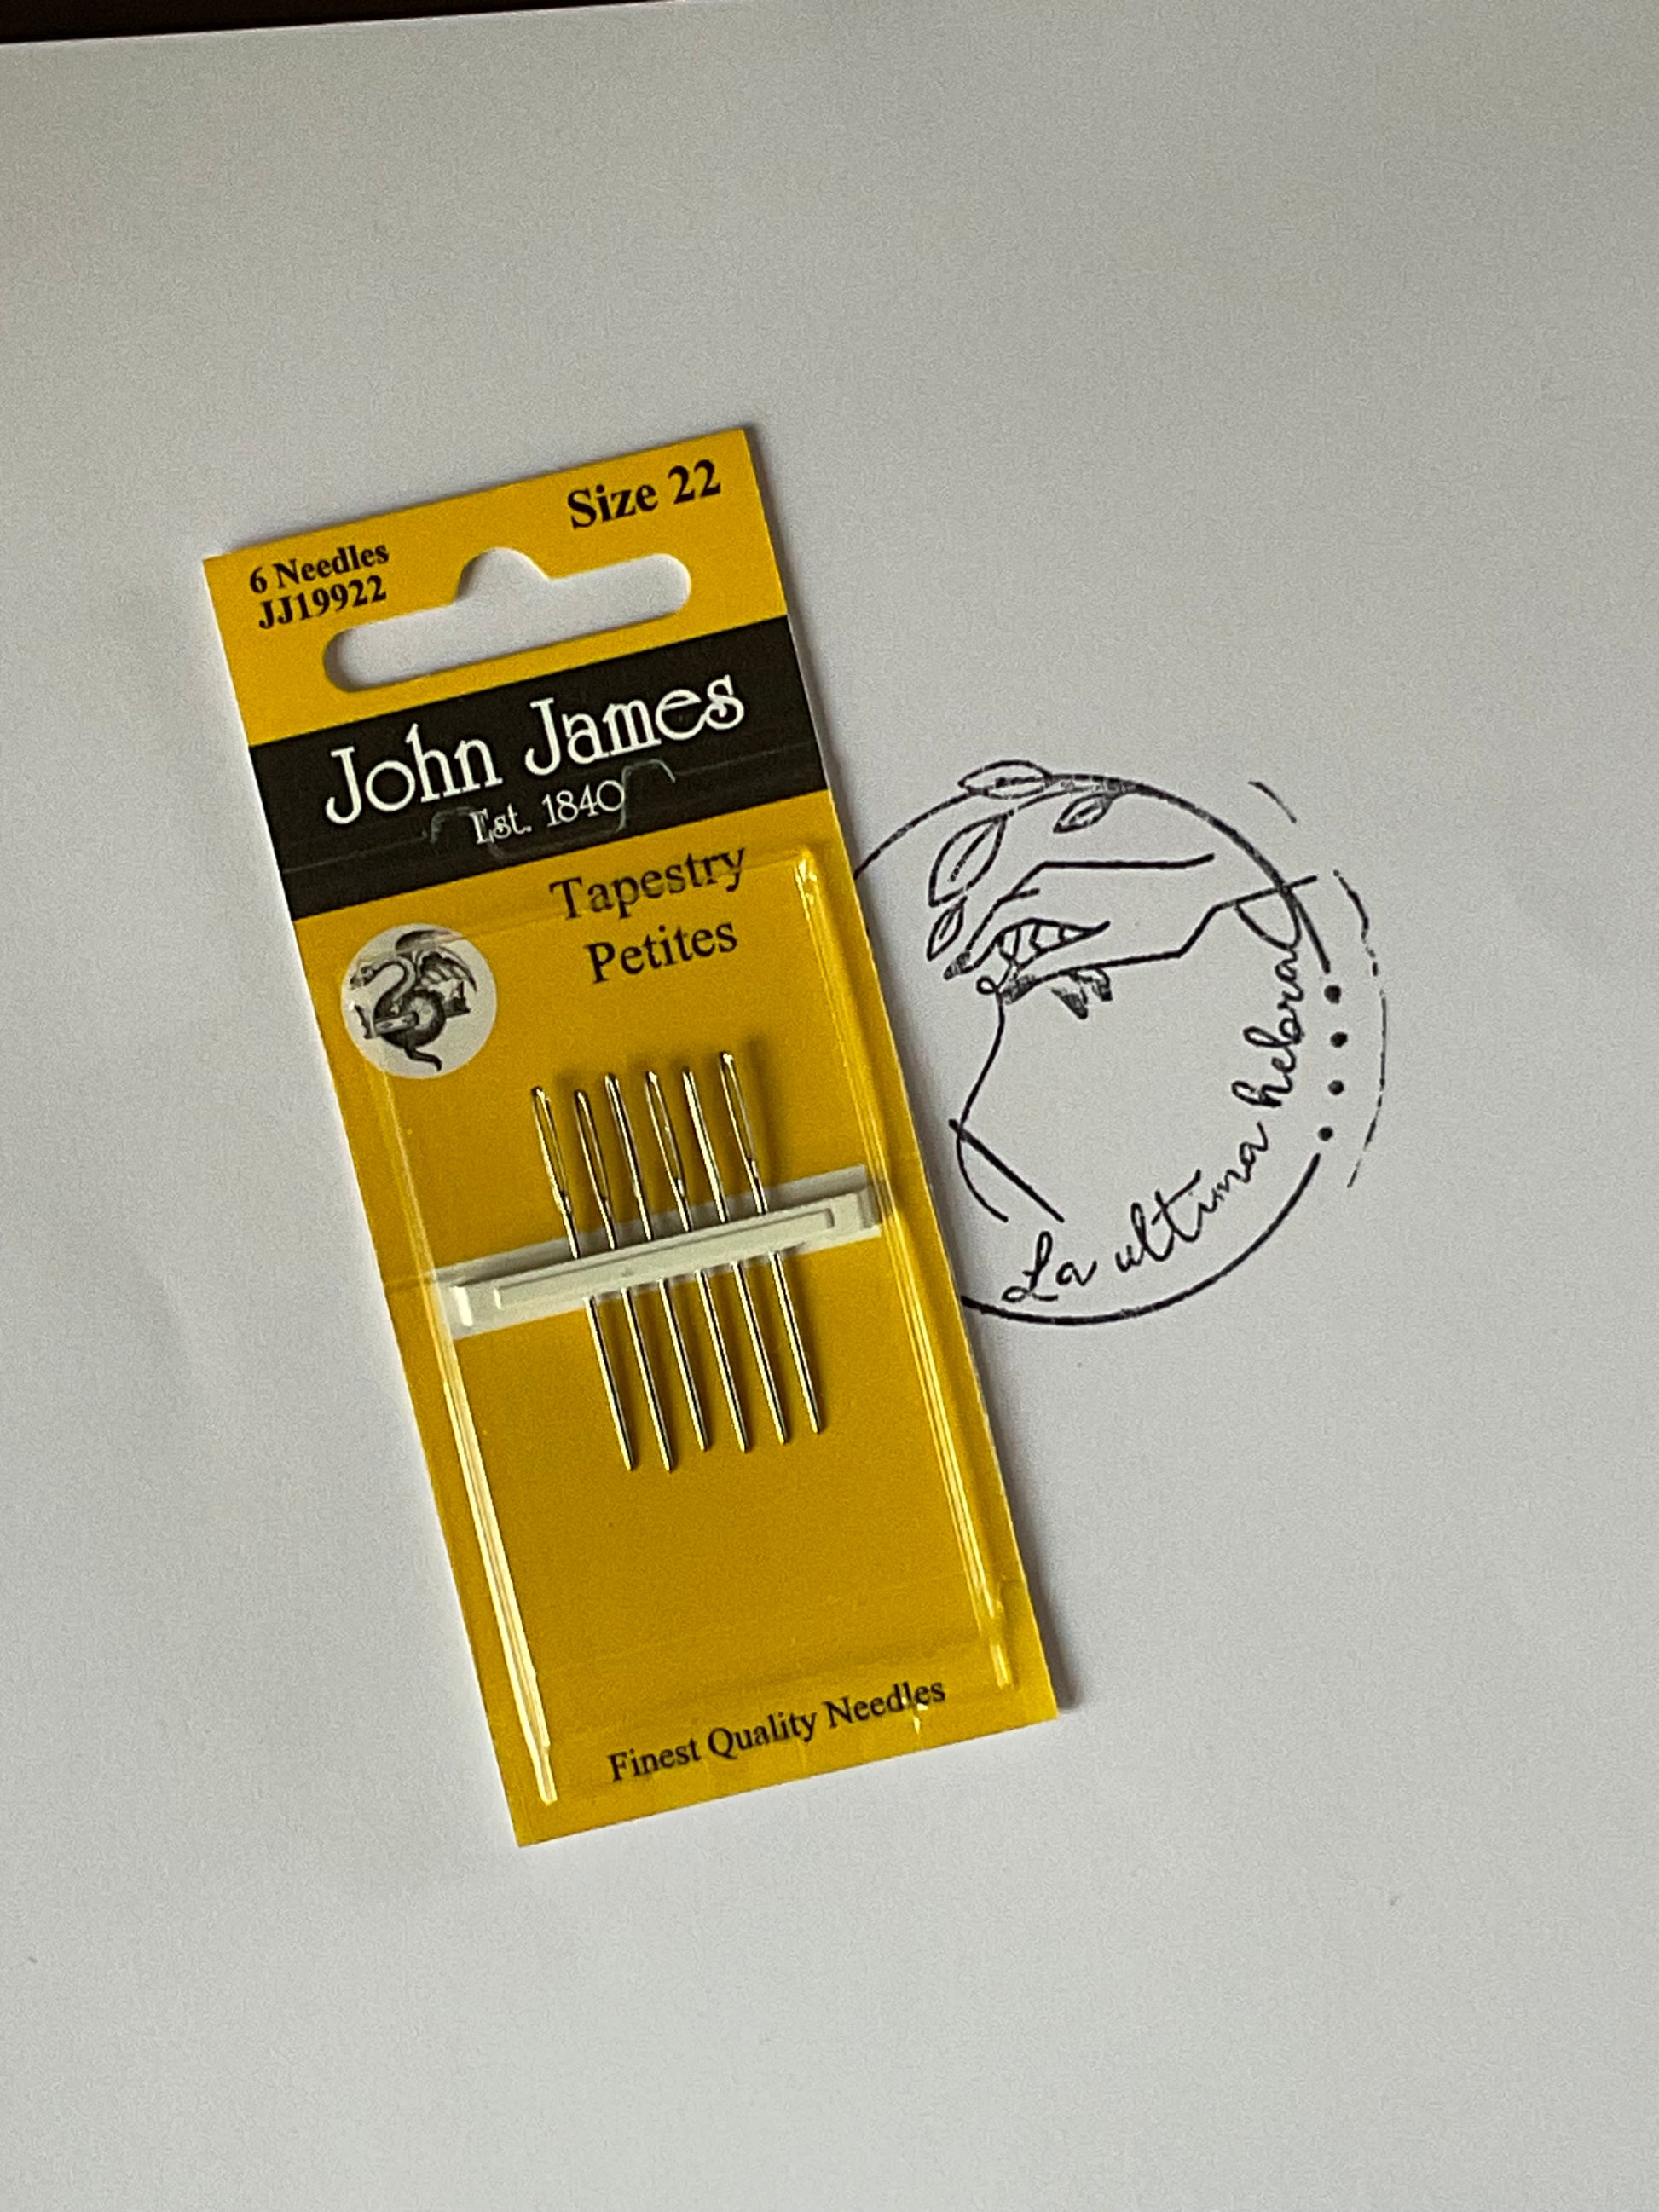 Size 22
6 Needles
JJ19922
John James
Est. 1840
Tapestry
Petites
Finest Quality Needles
La ultima hebra